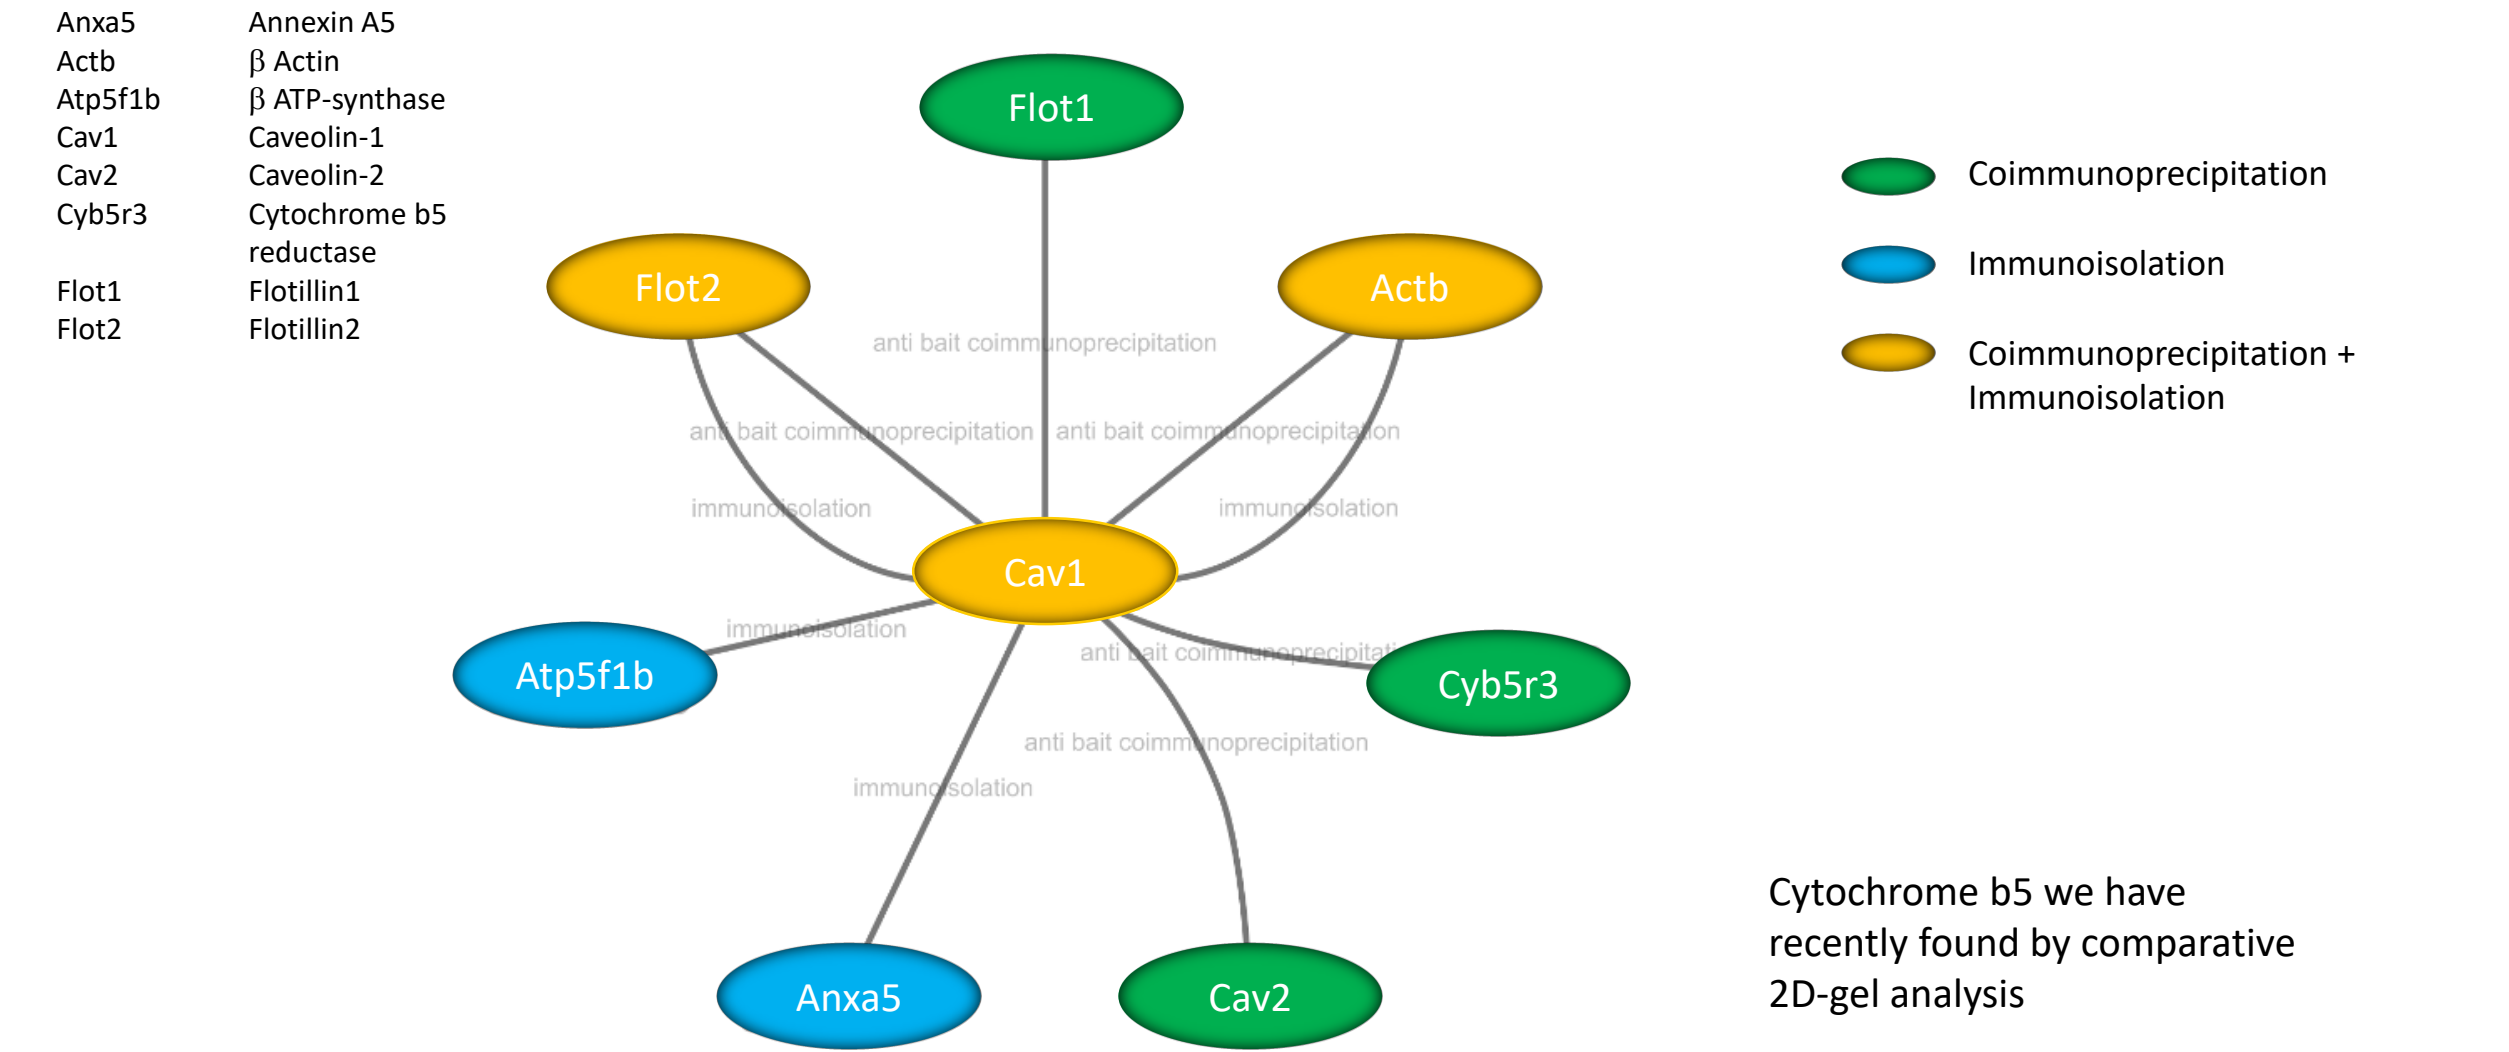 Anxa5 Annexin A5
Actb β Actin
Atp5f1b β ATP-synthase
Cav1 Caveolin-1
Cav2 Caveolin-2
Cyb5r3 Cytochrome b5
reductase
Flot1 Flotillin1
Flot2 Flotillin2
Flot1
Flot2
Actb
anti bait coimmunoprecipitation
anti bait coimmunoprecipitation
anti bait coimmunoprecipitation
immunoisolation
immunoisolation
Cav1
immunoisolation
anti bait coimmunoprecipitati
Atp5f1b
Cyb5r3
anti bait coimmunoprecipitation
immunoisolation
Anxa5
Cav2
Coimmunoprecipitation
Immunoisolation
Coimmunoprecipitation +
Immunoisolation
Cytochrome b5 we have
recently found by comparative
2D-gel analysis